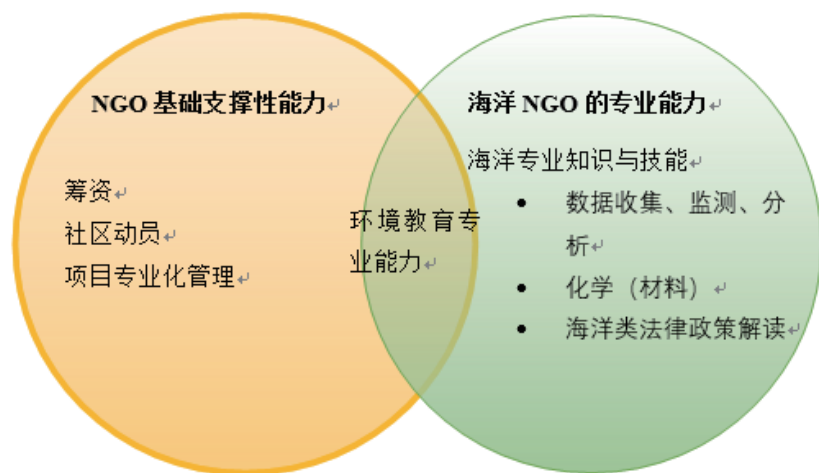 NGO 基础支撑性能力
筹资
社区动员
项目专业化管理
环境教育专
业能力
海洋 NGO 的专业能力
海洋专业知识与技能
• 数据收集、监测、分
析
• 化学（材料）
• 海洋类法律政策解读